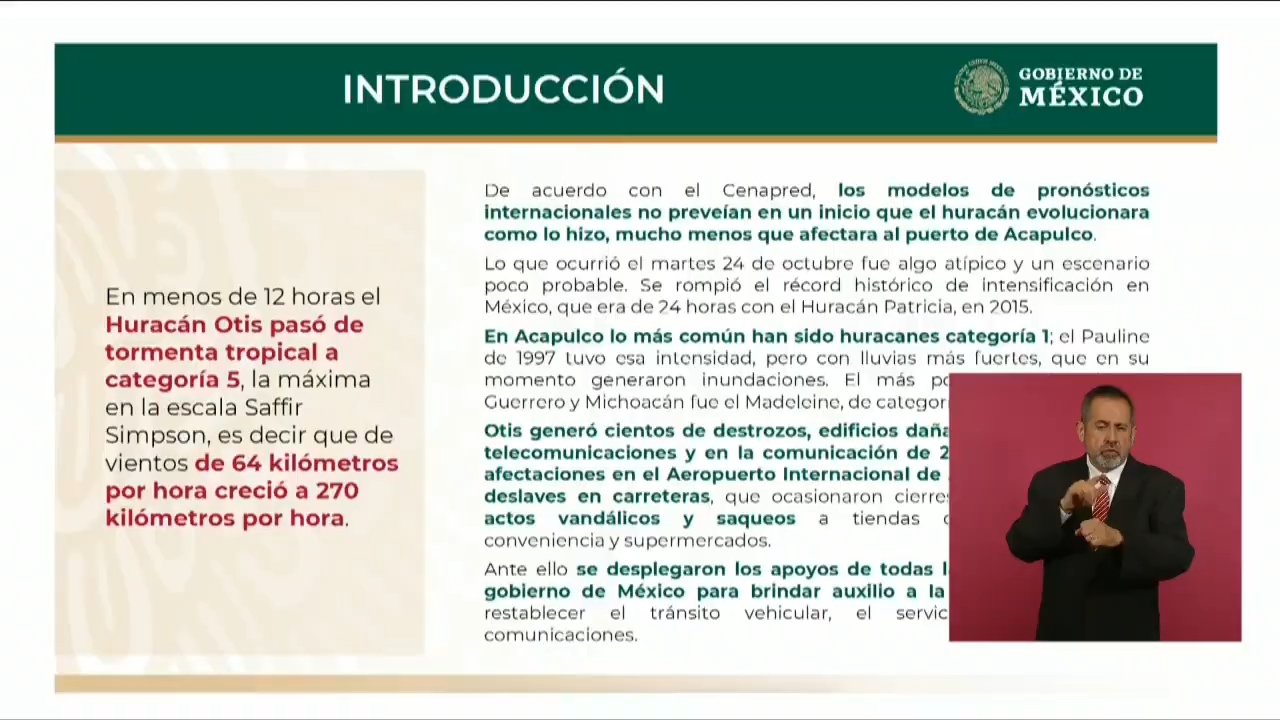 INTRODUCCIÓN
GOBIERNO DE
MÉXICO
En menos de 12 horas el
Huracán Otis pasó de
tormenta tropical a
categoría 5, la máxima
en la escala Saffir
Simpson, es decir que de
vientos de 64 kilómetros
por hora creció a 270
kilómetros por hora.
De acuerdo con el Cenapred, los modelos de pronósticos
internacionales no preveían en un inicio que el huracán evolucionara
como lo hizo, mucho menos que afectara al puerto de Acapulco.
Lo que ocurrió el martes 24 de octubre fue algo atípico y un escenario
poco probable. Se rompió el récord histórico de intensificación en
México, que era de 24 horas con el Huracán Patricia, en 2015.
En Acapulco lo más común han sido huracanes categoría 1; el Pauline
de 1997 tuvo esa intensidad, pero con lluvias más fuertes, que en su
momento generaron inundaciones. El más
Guerrero y Michoacán fue el Madeleine, de
Otis generó cientos de destrozos, edificios
telecomunicaciones y en la comunicación de
afectaciones en el Aeropuerto Internacional de
deslaves en carreteras, que ocasionaron
actos vandálicos y saqueos a tiendas
conveniencia y supermercados.
Ante ello se desplegaron los apoyos de todas
gobierno de México para brindar auxilio a la
restablecer el tránsito vehicular, el
comunicaciones.